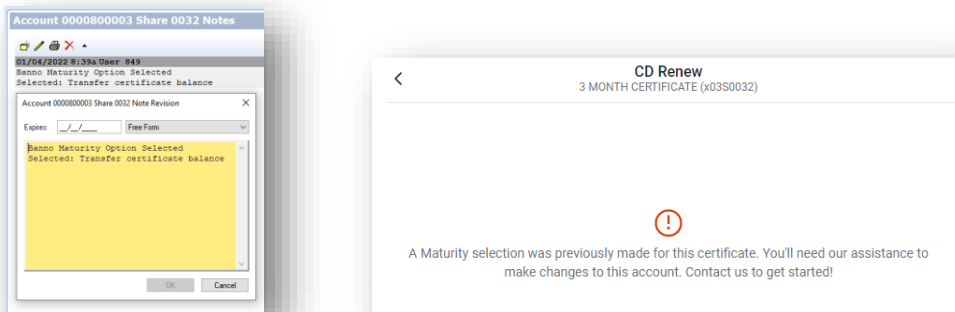 Account 0000800003 Share 0032 Notes
01/04/2022 8:39a User 849
Banno Maturity Option Selected
Selected: Transfer certificate balance
Account 0000800003 Share 0032 Note Revision
Expires: __/__/____ Free Form
Banno Maturity Option Selected
Selected: Transfer certificate balance
OK Cancel
CD Renew
3 MONTH CERTIFICATE (x03S0032)
A Maturity selection was previously made for this certificate. You'll need our assistance to
make changes to this account. Contact us to get started!